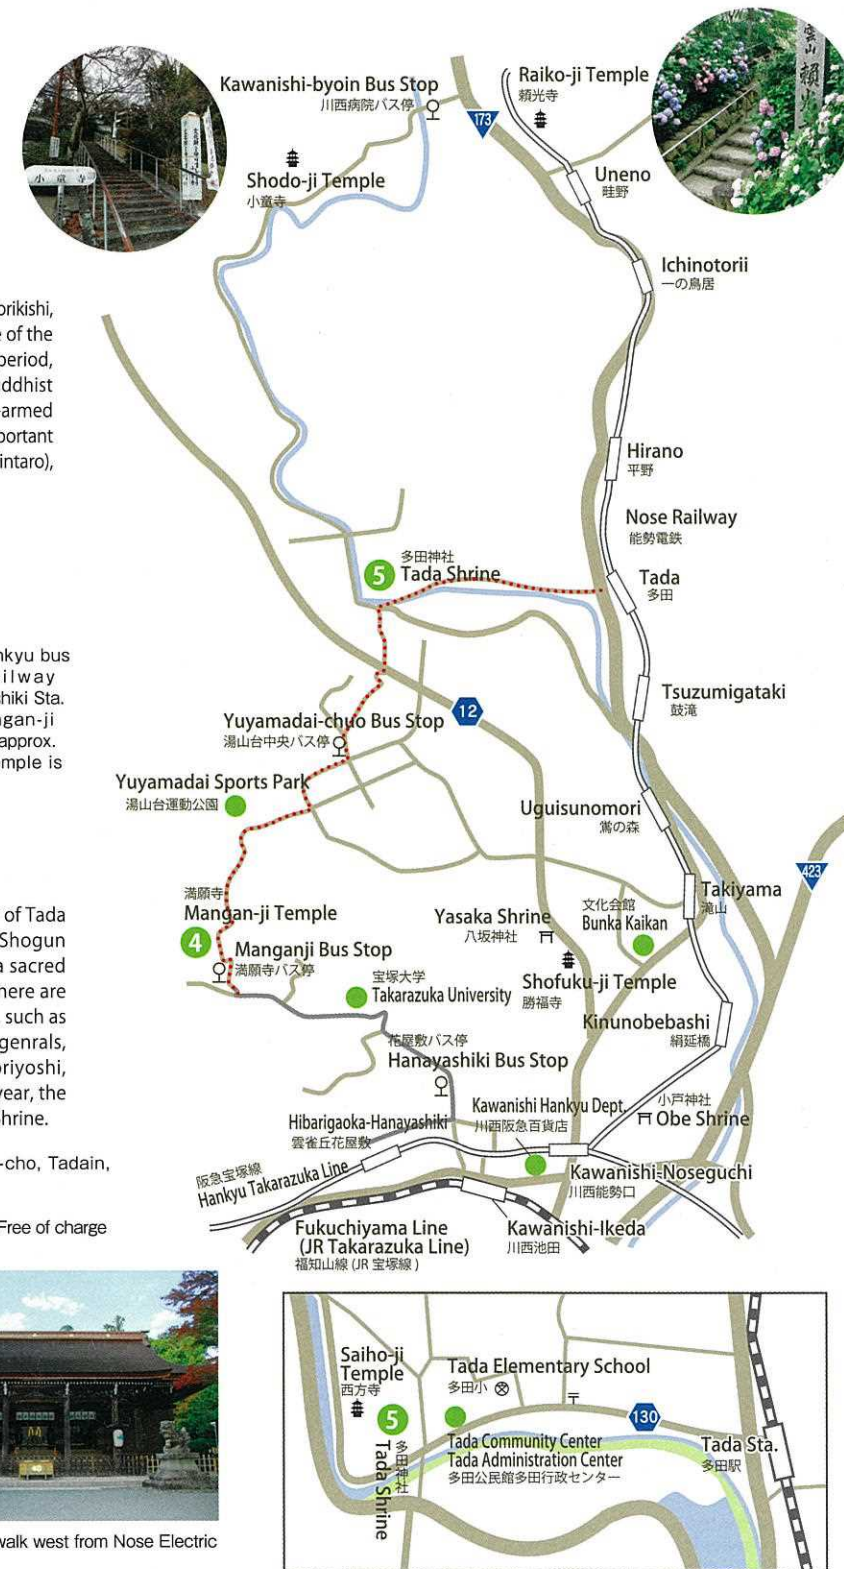 orikishi,
e of the
period,
uddhist
-armed
portant
intaro),
nkyu bus
ilway
chiki Sta.
ngan-ji
approx.
emple is
of Tada
Shogun
a sacred
here are
such as
genrals,
oriyoshi,
year, the
Shrine.
-cho, Tadain,
Free of charge
walk west from Nose Electric
小童寺
頼光
Kawanishi-byoin Bus Stop
川西病院バス停
173
Raiko-ji Temple
頼光寺
Shodo-ji Temple
小童寺
Uneno
畦野
Ichinotorii
一の鳥居
Hirano
平野
Nose Railway
能勢電鉄
5
多田神社
Tada Shrine
Tada
多田
Tsuzumigataki
鼓滝
12
Yuyamadai-chuo Bus Stop
湯山台中央バス停
Yuyamadai Sports Park
湯山台運動公園
Uguisunomori
鴬の森
423
満願寺
Mangan-ji Temple
4
Manganji Bus Stop
満願寺バス停
Takiyama
滝山
文化会館
Bunka Kaikan
Yasaka Shrine
八坂神社
宝塚大学
Takarazuka University
Shofuku-ji Temple
勝福寺
Kinunobebashi
絹延橋
花屋敷バス停
Hanayashiki Bus Stop
Kawanishi Hankyu Dept.
川西阪急百貨店
小戸神社
Obe Shrine
Hibarigaoka-Hanayashiki
雲雀丘花屋敷
阪急宝塚線
Hankyu Takarazuka Line
Kawanishi-Noseguchi
川西能勢口
Fukuchiyama Line
(JR Takarazuka Line)
福知山線 (JR 宝塚線)
Kawanishi-Ikeda
川西池田
Saiho-ji
Temple
西方寺
Tada Elementary School
多田小
5
多田神社
Tada Shrine
130
Tada Community Center
Tada Administration Center
多田公民館多田行政センター
Tada Sta.
多田駅